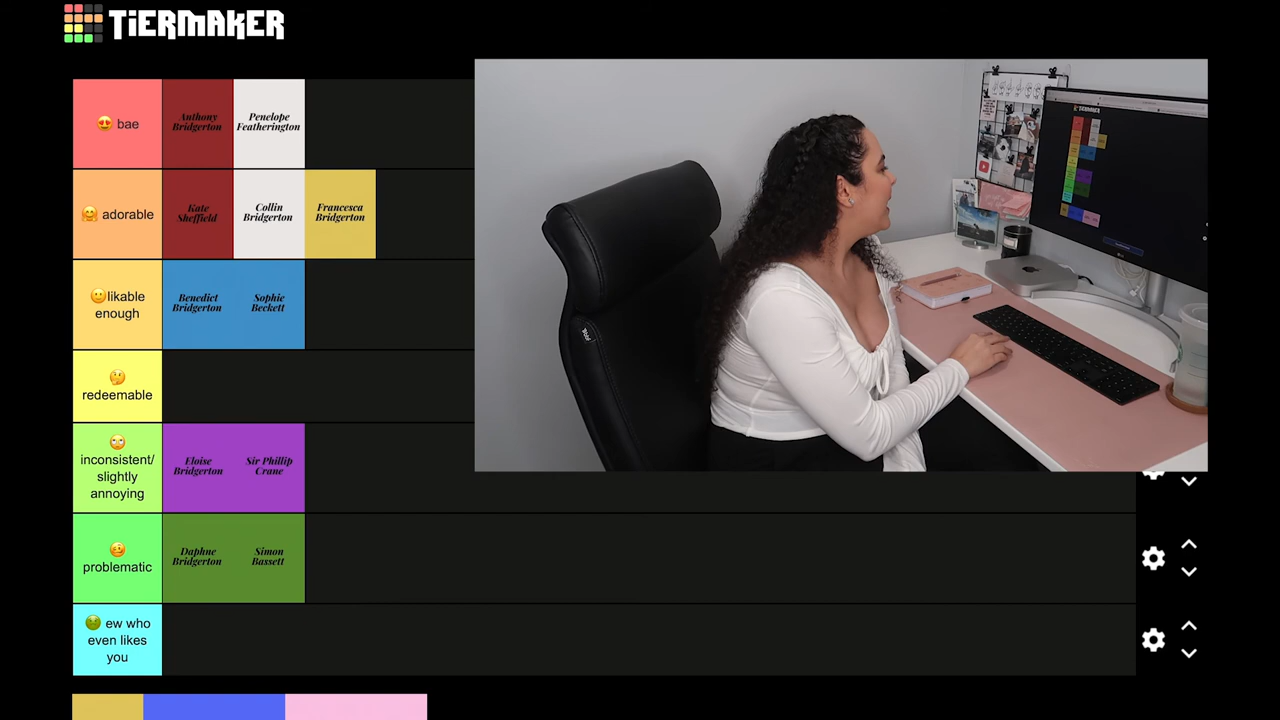 TiERMAKER
😍 bae
Anthony
Bridgerton
Penelope
Featherington
🤗 adorable
Kate
Sheffield
Collin
Bridgerton
Francesca
Bridgerton
🙂likable
enough
Benedict
Bridgerton
Sophie
Beckett
🤔
redeemable
🙄
inconsistent/
slightly
annoying
Eloise
Bridgerton
Sir Phillip
Crane
🥴
problematic
Daphne
Bridgerton
Simon
Bassett
🤢 ew who
even likes
you